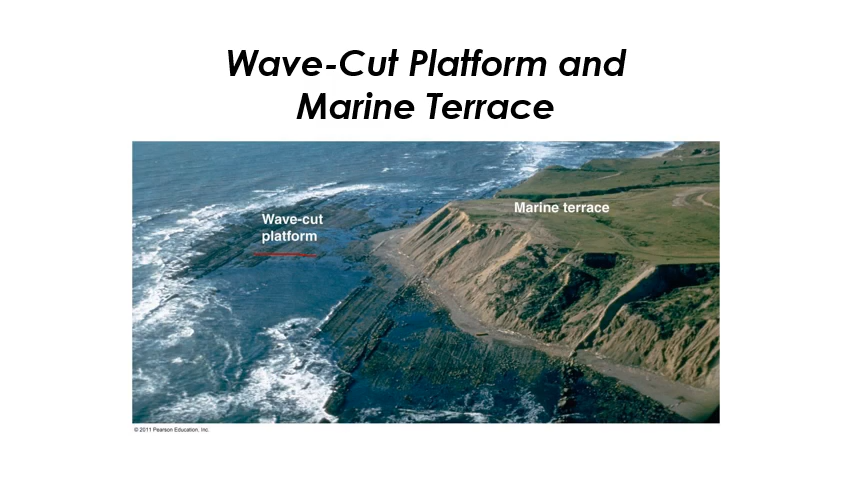 Wave-Cut Platform and
Marine Terrace
Wave-cut
platform
Marine terrace
© 2011 Pearson Education, Inc.